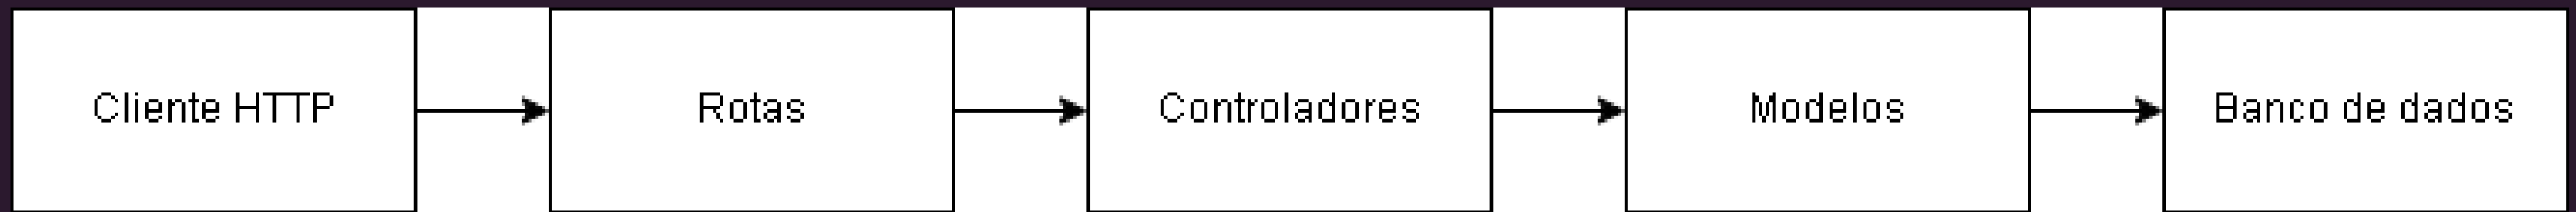 Cliente HTTP
Rotas
Controladores
Modelos
Banco de dados